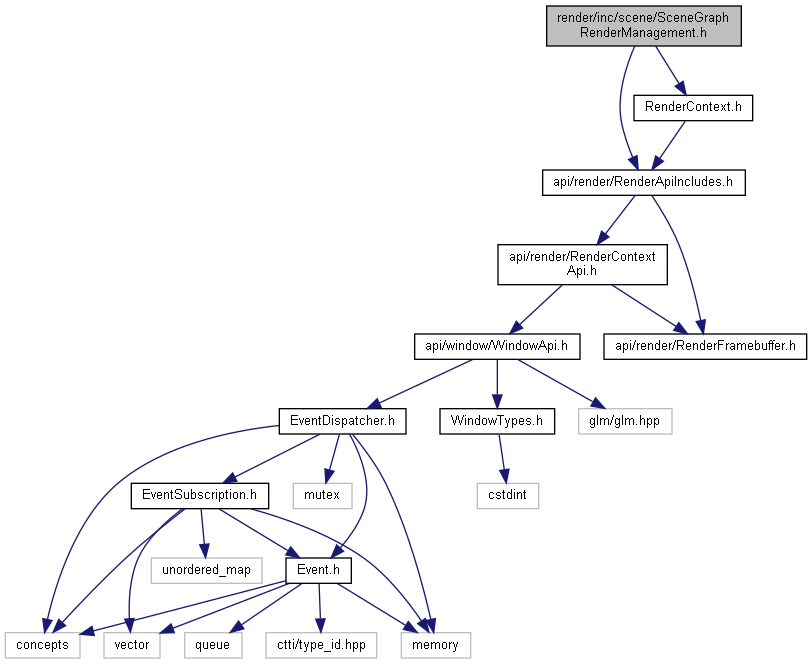 render/inc/scene/SceneGraph
RenderManagement.h
RenderContext.h
api/render/RenderApiIncludes.h
api/render/RenderContext
Api.h
api/window/WindowApi.h
api/render/RenderFramebuffer.h
EventDispatcher.h
WindowTypes.h
glm/glm.hpp
EventSubscription.h
mutex
cstdint
unordered_map
Event.h
concepts
vector
queue
ctti/type_id.hpp
memory